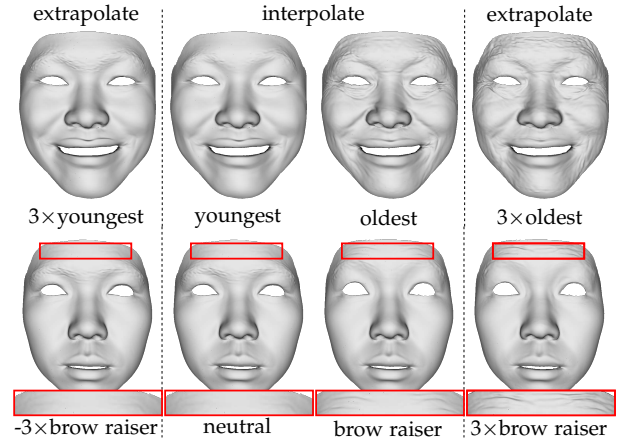 extrapolate interpolate extrapolate
3×youngest youngest oldest 3×oldest
-3×brow raiser neutral brow raiser 3×brow raiser